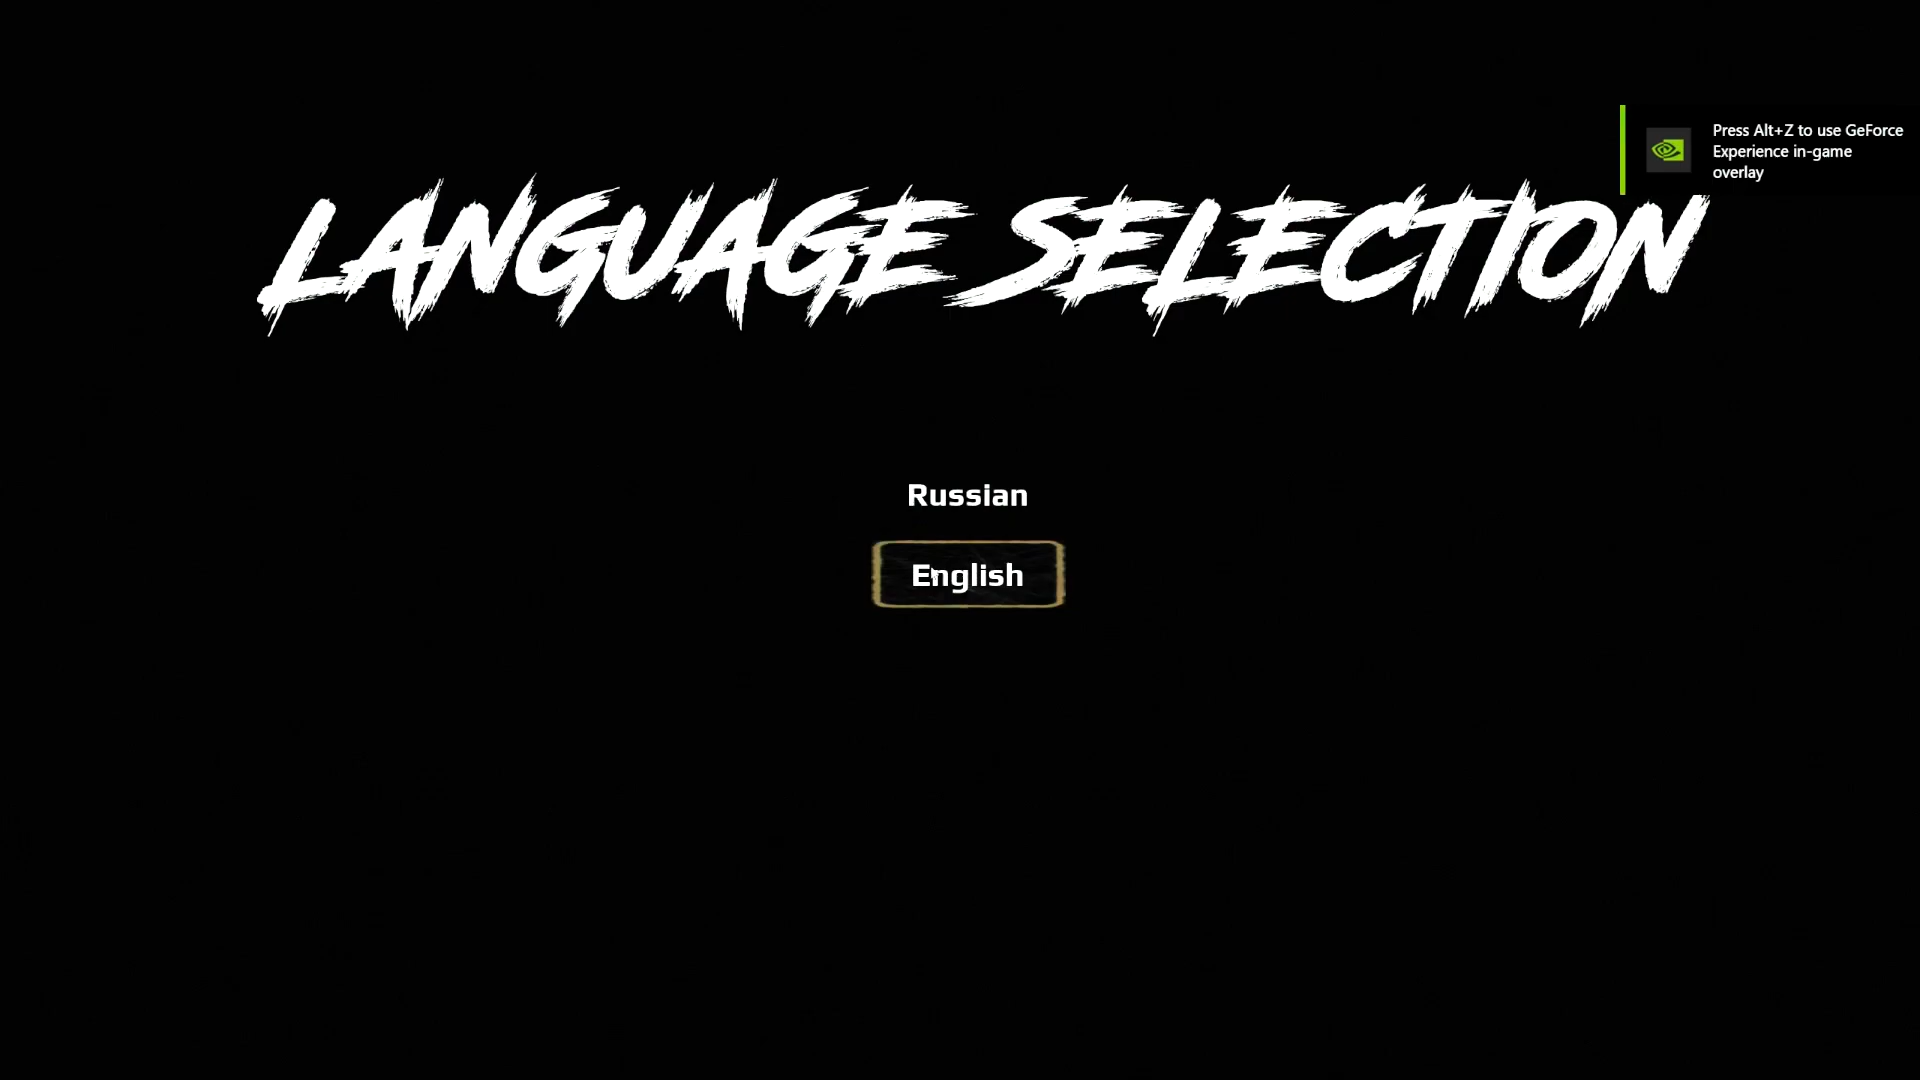 Press Alt+Z to use GeForce
Experience in-game
overlay
LANGUAGE SELECTION
Russian
English